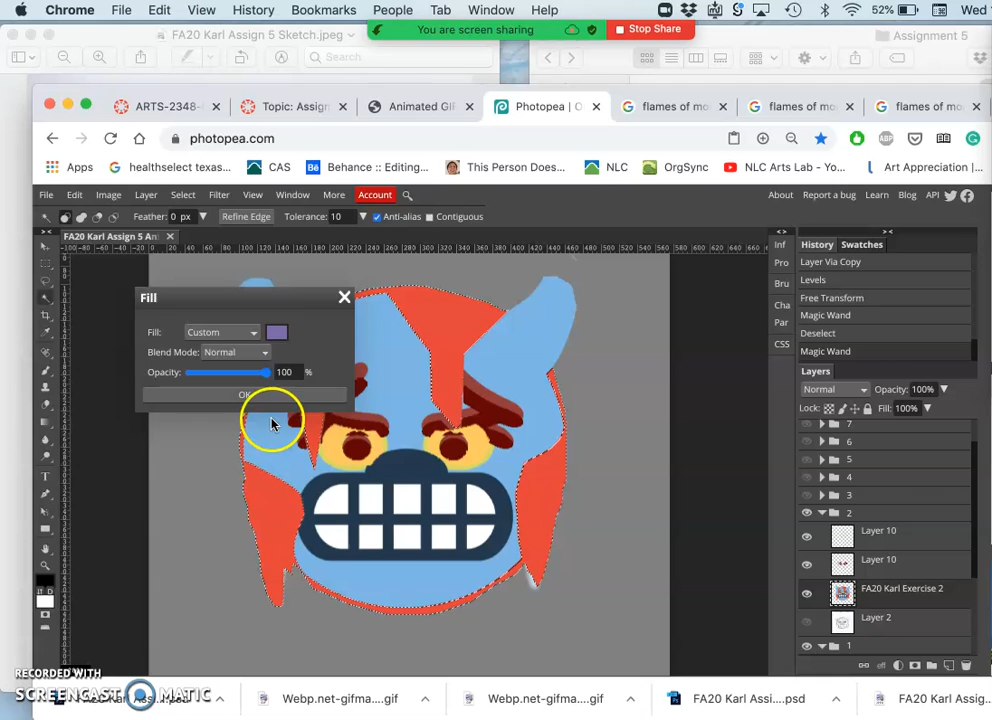 Chrome File Edit View History Bookmarks People Tab Window Help 52% Wed
FA20 Karl Assign 5 Sketch.jpeg
You are screen sharing Stop Share
Assignment 5
Search
ARTS-2348- Topic: Assign Animated GI Photopea | O flames of mo flames of mo flames of mo
photopea.com
Apps healthselect texas... CAS Behance :: Editing... This Person Does... NLC OrgSync NLC Arts Lab - Yo... Art Appreciation |
File Edit Image Layer Select Filter View Window More Account About Report a bug Learn Blog API
Feather: 0 px Refine Edge Tolerance: 10 Anti-alias Contiguous
FA20 Karl Assign 5 An
Inf History Swatches
Pro Layer Via Copy
Levels
Bru Free Transform
Cha Magic Wand
Par Deselect
CSS Magic Wand
Fill
Fill: Custom
Blend Mode: Normal
Opacity: 100 %
OK
Layers
Normal Opacity: 100%
Lock: Fill: 100%
7
6
5
4
3
2
Layer 10
Layer 10
FA20 Karl Exercise 2
Layer 2
1
RECORDED WITH
SCREENCAST MATIC
Webp.net-gifma....gif Webp.net-gifma....gif FA20 Karl Assi....psd FA20 Karl Assig